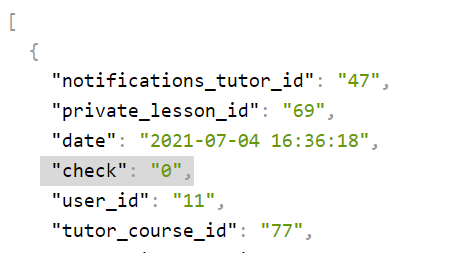 [
{
"notifications_tutor_id": "47",
"private_lesson_id": "69",
"date": "2021-07-04 16:36:18",
"check": "0",
"user_id": "11",
"tutor_course_id": "77",